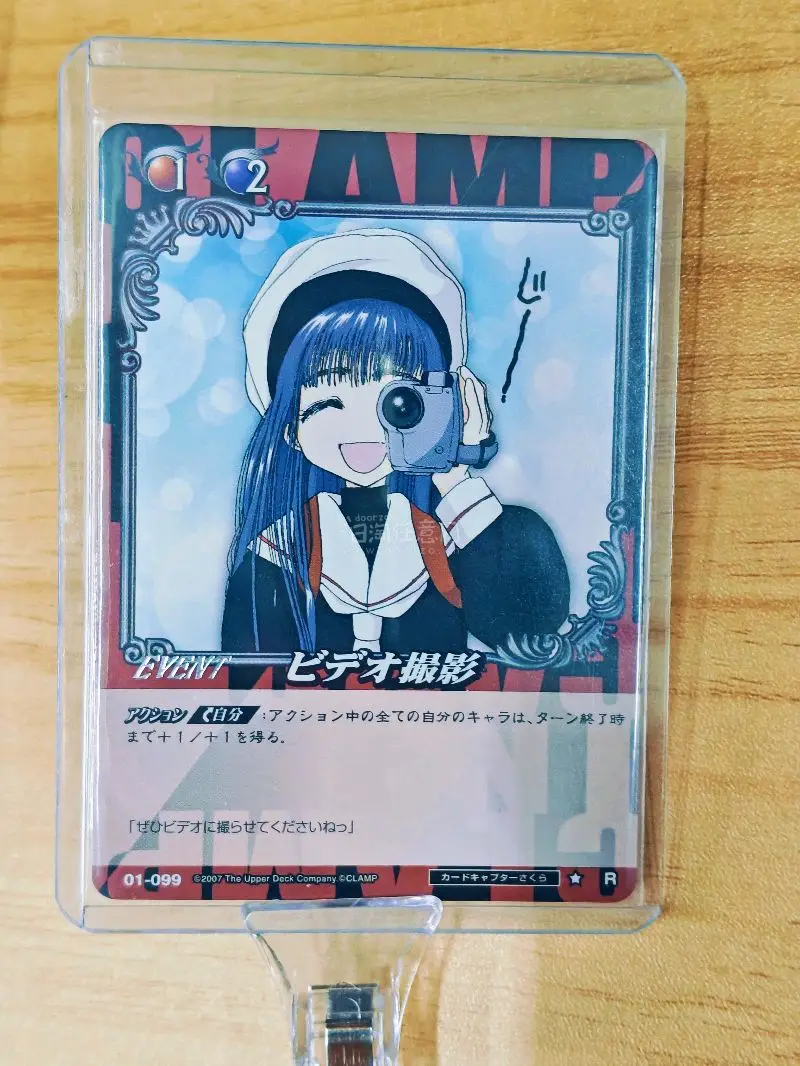 CLAMP
1 2
じー
EVENT ビデオ撮影
アクション 自分 :アクション中の全ての自分のキャラは、ターン終了時
まで+1/+1を得る。
「ぜひビデオに撮らせてくださいねっ」
01-099 ©2007 The Upper Deck Company.©CLAMP カードキャプターさくら ★ R